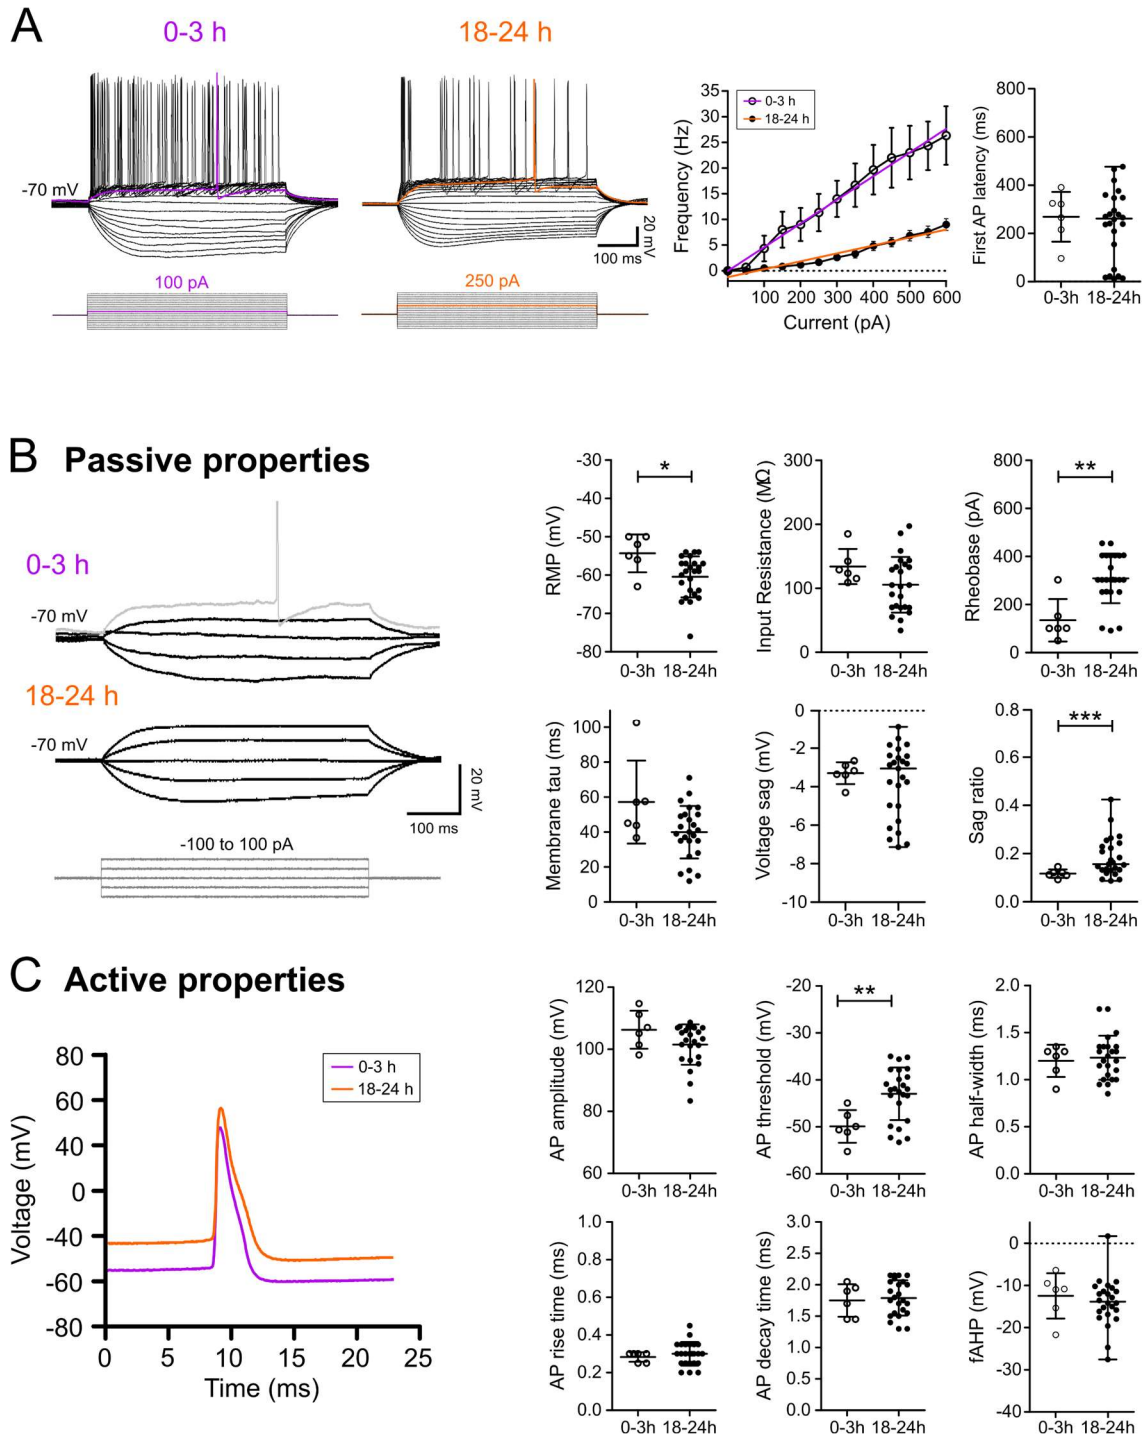 A
0-3 h
18-24 h
-70 mV
20 mV
100 ms
100 pA
250 pA
Frequency (Hz)
35
30
25
20
15
10
5
0
0-3 h
18-24 h
100 200 300 400 500 600
Current (pA)
First AP latency (ms)
800
600
400
200
0
0-3h 18-24h
B Passive properties
0-3 h
-70 mV
18-24 h
-70 mV
20 mV
100 ms
-100 to 100 pA
RMP (mV)
-30
-40
-50
-60
-70
-80
*
0-3h 18-24h
Input Resistance (MΩ)
300
200
100
0
0-3h 18-24h
Rheobase (pA)
800
600
400
200
0
**
0-3h 18-24h
Membrane tau (ms)
100
80
60
40
20
0
0-3h 18-24h
Voltage sag (mV)
0
-2
-4
-6
-8
-10
0-3h 18-24h
Sag ratio
0.8
0.6
0.4
0.2
0.0
***
0-3h 18-24h
C Active properties
Voltage (mV)
80
60
40
0
-40
-60
-80
0-3 h
18-24 h
0 5 10 15 20 25
Time (ms)
AP amplitude (mV)
120
100
80
60
0-3h 18-24h
AP threshold (mV)
-20
-30
-40
-50
-60
**
0-3h 18-24h
AP half-width (ms)
2.0
1.5
1.0
0.5
0.0
0-3h 18-24h
AP rise time (ms)
1.0
0.8
0.6
0.4
0.2
0.0
0-3h 18-24h
AP decay time (ms)
3.0
2.5
2.0
1.5
1.0
0.5
0.0
0-3h 18-24h
fAHP (mV)
0
-10
-20
-30
-40
0-3h 18-24h